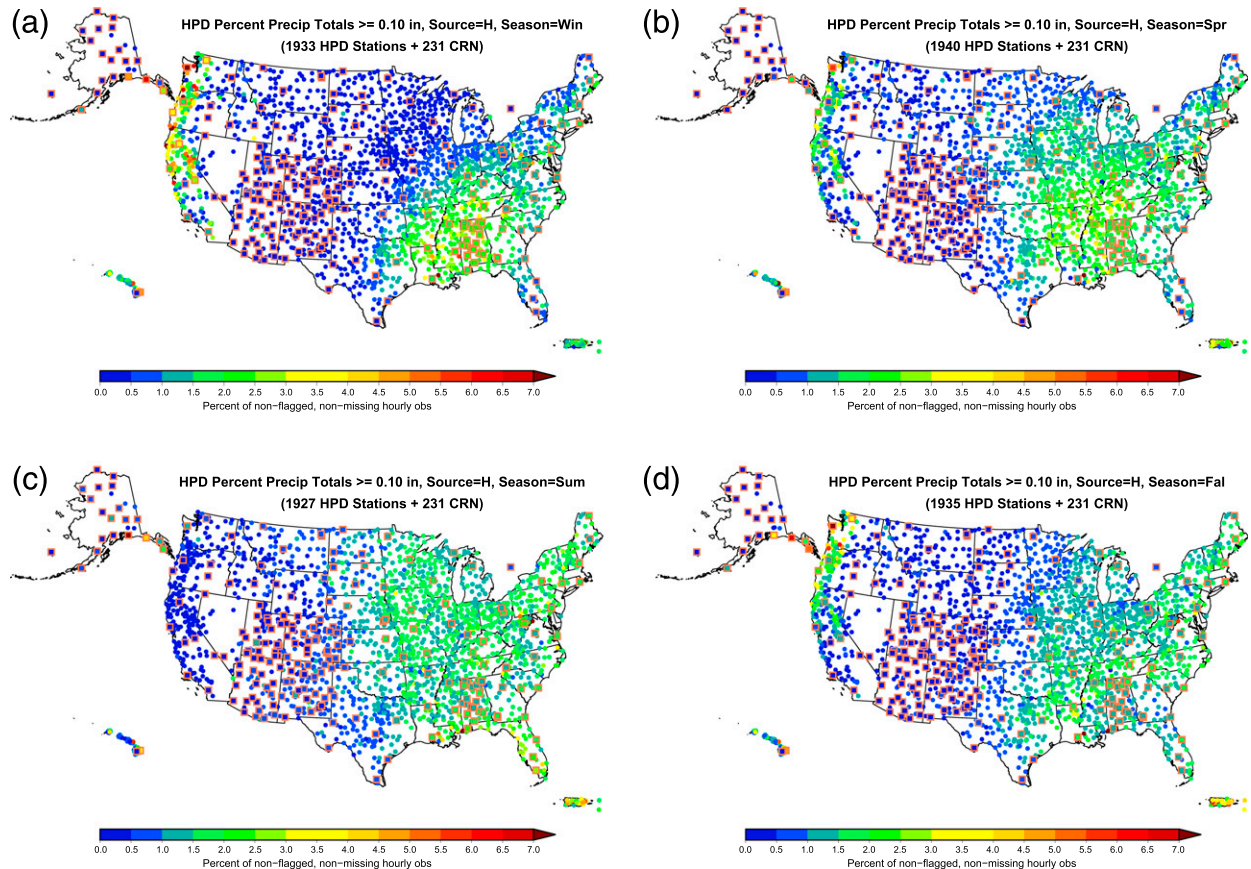 (a)
HPD Percent Precip Totals >= 0.10 in, Source=H, Season=Win
(1933 HPD Stations + 231 CRN)
0.0 0.5 1.0 1.5 2.0 2.5 3.0 3.5 4.0 4.5 5.0 5.5 6.0 6.5 7.0
Percent of non-flagged, non-missing hourly obs
(b)
HPD Percent Precip Totals >= 0.10 in, Source=H, Season=Spr
(1940 HPD Stations + 231 CRN)
0.0 0.5 1.0 1.5 2.0 2.5 3.0 3.5 4.0 4.5 5.0 5.5 6.0 6.5 7.0
Percent of non-flagged, non-missing hourly obs
(c)
HPD Percent Precip Totals >= 0.10 in, Source=H, Season=Sum
(1927 HPD Stations + 231 CRN)
0.0 0.5 1.0 1.5 2.0 2.5 3.0 3.5 4.0 4.5 5.0 5.5 6.0 6.5 7.0
Percent of non-flagged, non-missing hourly obs
(d)
HPD Percent Precip Totals >= 0.10 in, Source=H, Season=Fal
(1935 HPD Stations + 231 CRN)
0.0 0.5 1.0 1.5 2.0 2.5 3.0 3.5 4.0 4.5 5.0 5.5 6.0 6.5 7.0
Percent of non-flagged, non-missing hourly obs